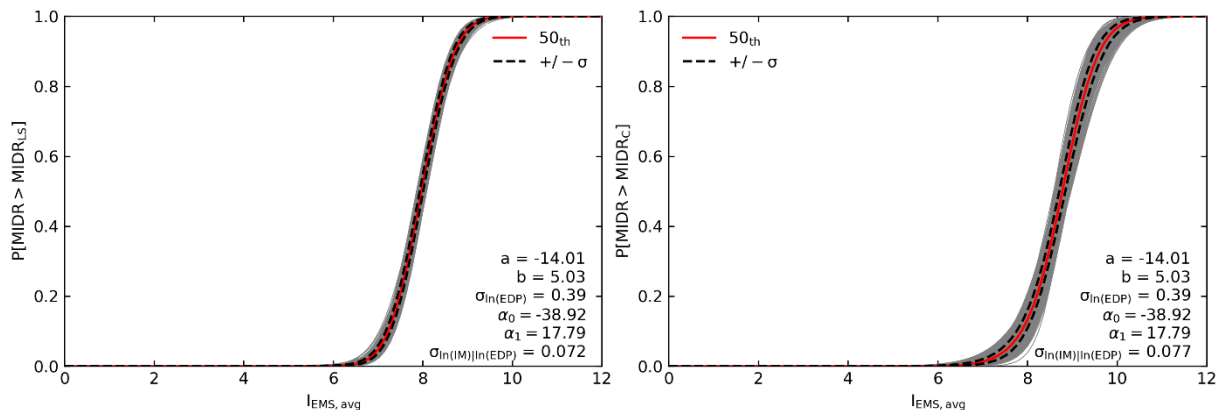 1.0
0.8
0.6
0.4
0.2
0.0
P[MIDR > MIDR_LS]
50_th
+/− σ
a = -14.01
b = 5.03
σ_ln(EDP) = 0.39
α_0 = -38.92
α_1 = 17.79
σ_ln(IM)|ln(EDP) = 0.072
0 2 4 6 8 10 12
I_EMS, avg
1.0
0.8
0.6
0.4
0.2
0.0
P[MIDR > MIDR_C]
50_th
+/− σ
a = -14.01
b = 5.03
σ_ln(EDP) = 0.39
α_0 = -38.92
α_1 = 17.79
σ_ln(IM)|ln(EDP) = 0.077
0 2 4 6 8 10 12
I_EMS, avg